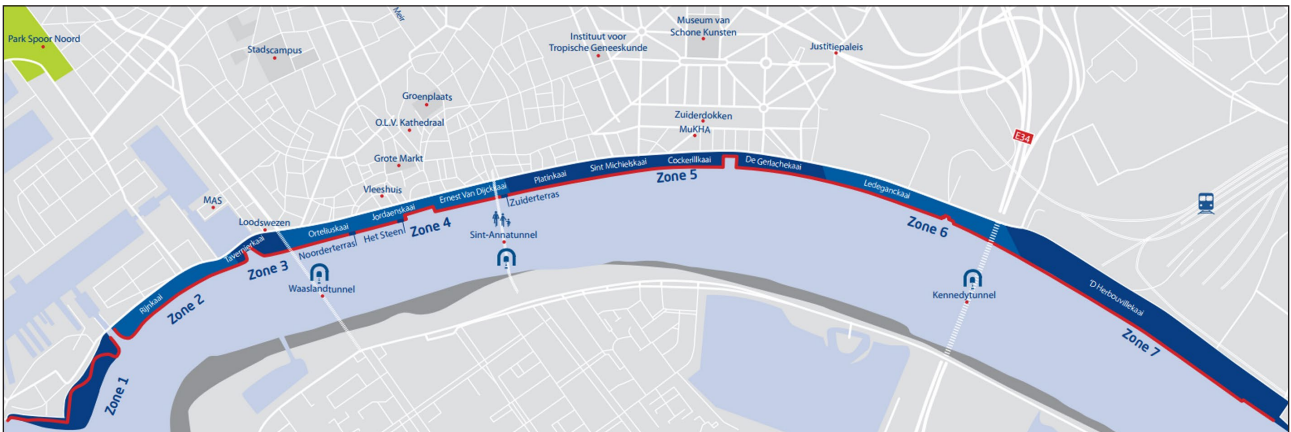 Meir
Museum van
Schone Kunsten
Park Spoor Noord
Stadscampus
Instituut voor
Tropische Geneeskunde
Justitiepaleis
Groenplaats
O.L.V. Kathedraal
Zuiderdokken
MuKHA
E34
Grote Markt
Vleeshuis
MAS
Loodswezen
Tavernierkaai
Orteliuskaai
Jordaenskaai
Ernest Van Dijckkaai
Platinkaai
Sint Michielskaai
Cockerillkaai
De Gerlachekaai
Ledeganckaai
Zone 5
Zuiderterras
Noorderterras
Het Steen
Zone 4
Zone 6
Sint-Annatunnel
Zone 3
Waaslandtunnel
Kennedytunnel
'D Herbouvillekaai
Rijnkaai
Zone 2
Zone 7
Zone 1